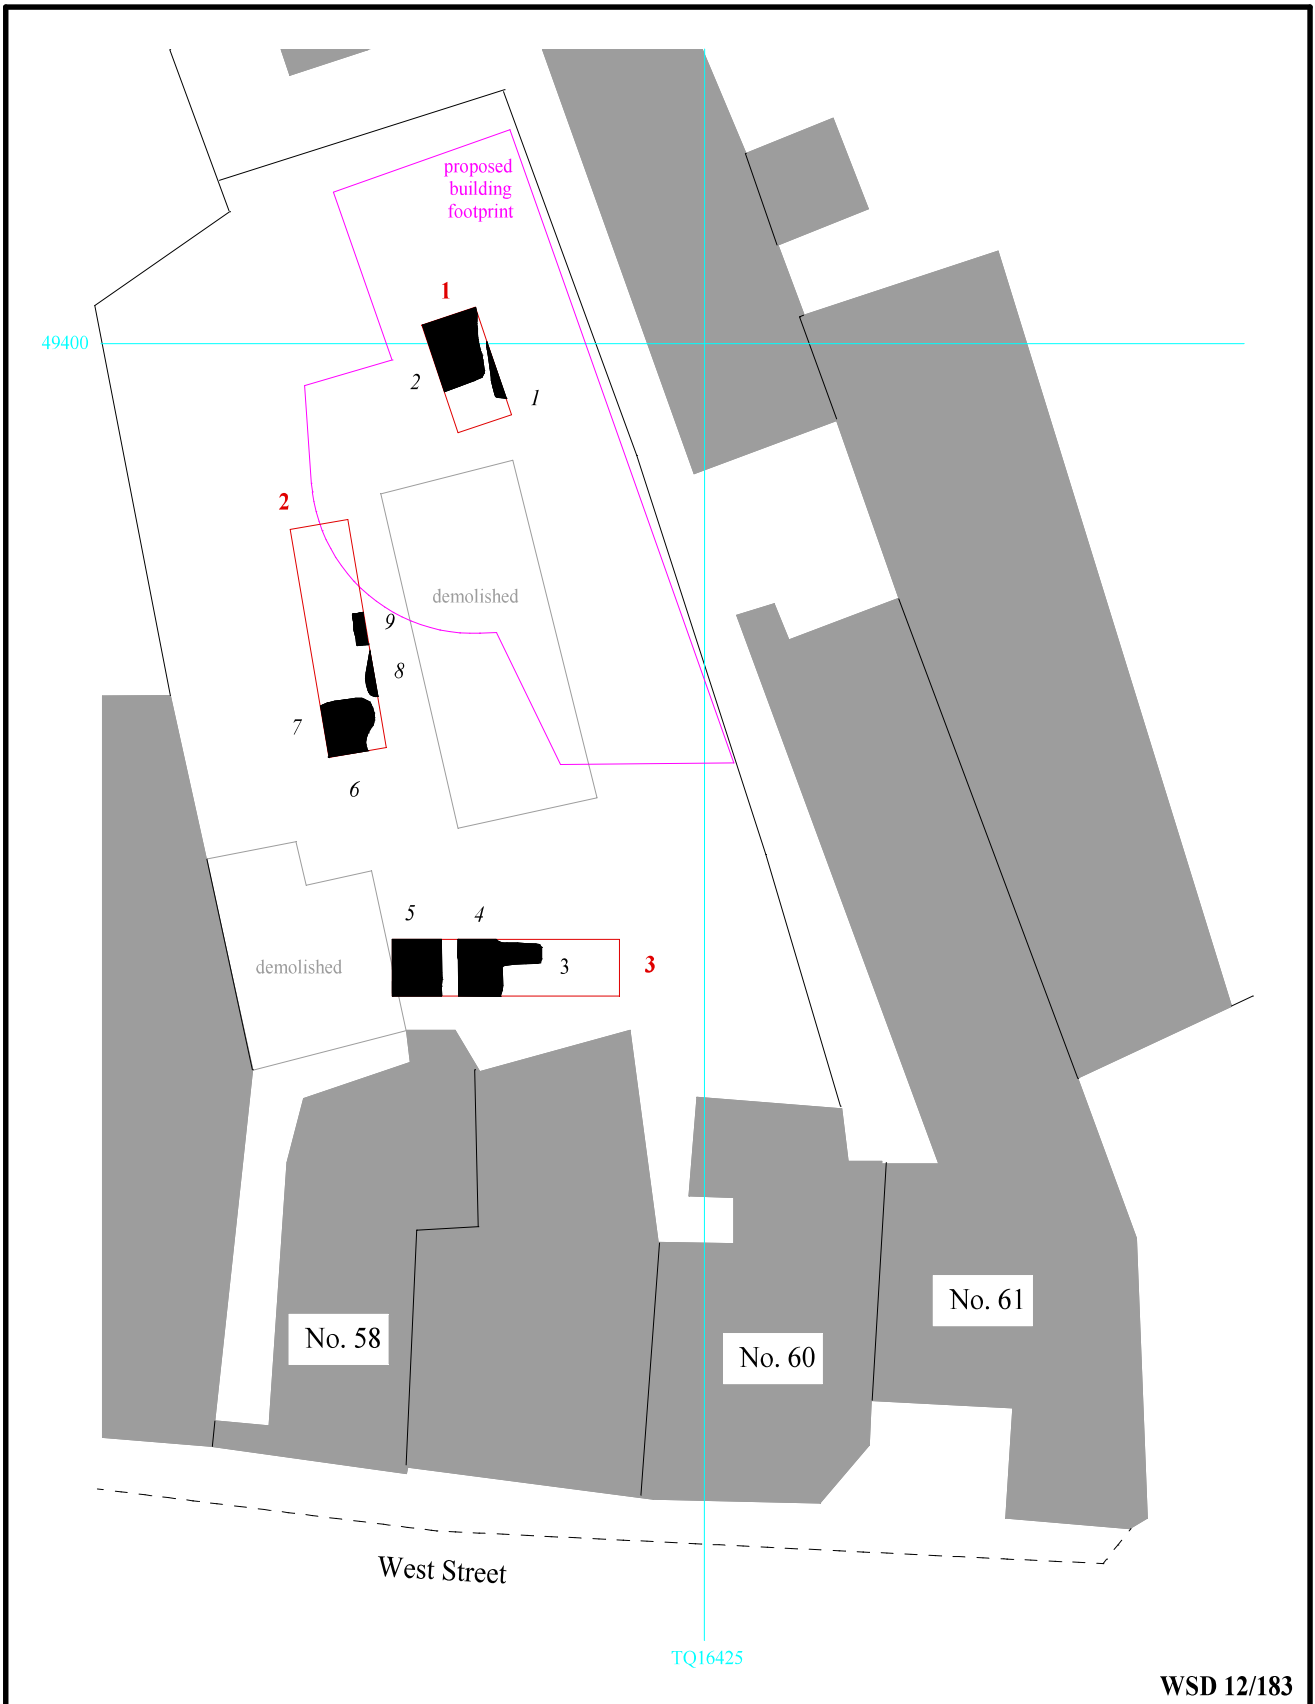 proposed
building
footprint
1
49400
2
1
2
demolished
9
8
7
6
5
4
demolished
3
3
No. 61
No. 58
No. 60
West Street
TQ16425
WSD 12/183